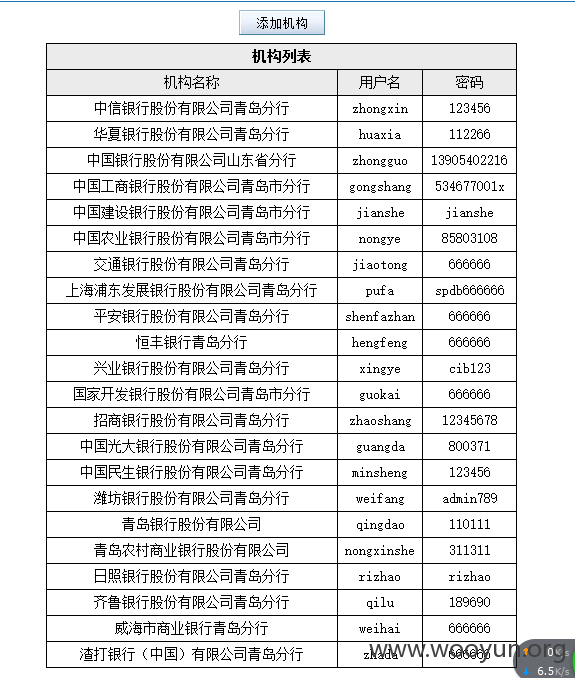 添加机构
机构列表
机构名称 用户名 密码
中信银行股份有限公司青岛分行 zhongxin 123456
华夏银行股份有限公司青岛分行 huaxia 112266
中国银行股份有限公司山东省分行 zhongguo 13905402216
中国工商银行股份有限公司青岛市分行 gongshang 534677001x
中国建设银行股份有限公司青岛市分行 jianshe jianshe
中国农业银行股份有限公司青岛市分行 nongye 85803108
交通银行股份有限公司青岛分行 jiaotong 666666
上海浦东发展银行股份有限公司青岛分行 pufa spdb666666
平安银行股份有限公司青岛分行 shenfazhan 666666
恒丰银行青岛分行 hengfeng 666666
兴业银行股份有限公司青岛分行 xingye cib123
国家开发银行股份有限公司青岛市分行 guokai 666666
招商银行股份有限公司青岛分行 zhaoshang 12345678
中国光大银行股份有限公司青岛分行 guangda 800371
中国民生银行股份有限公司青岛分行 minsheng 123456
潍坊银行股份有限公司青岛分行 weifang admin789
青岛银行股份有限公司 qingdao 110111
青岛农村商业银行股份有限公司 nongxinshe 311311
日照银行股份有限公司青岛分行 rizhao rizhao
齐鲁银行股份有限公司青岛分行 qilu 189690
威海市商业银行青岛分行 weihai 666666
渣打银行（中国）有限公司青岛分行 zhada
www.wooyun.org
0K/s
6.5K/s